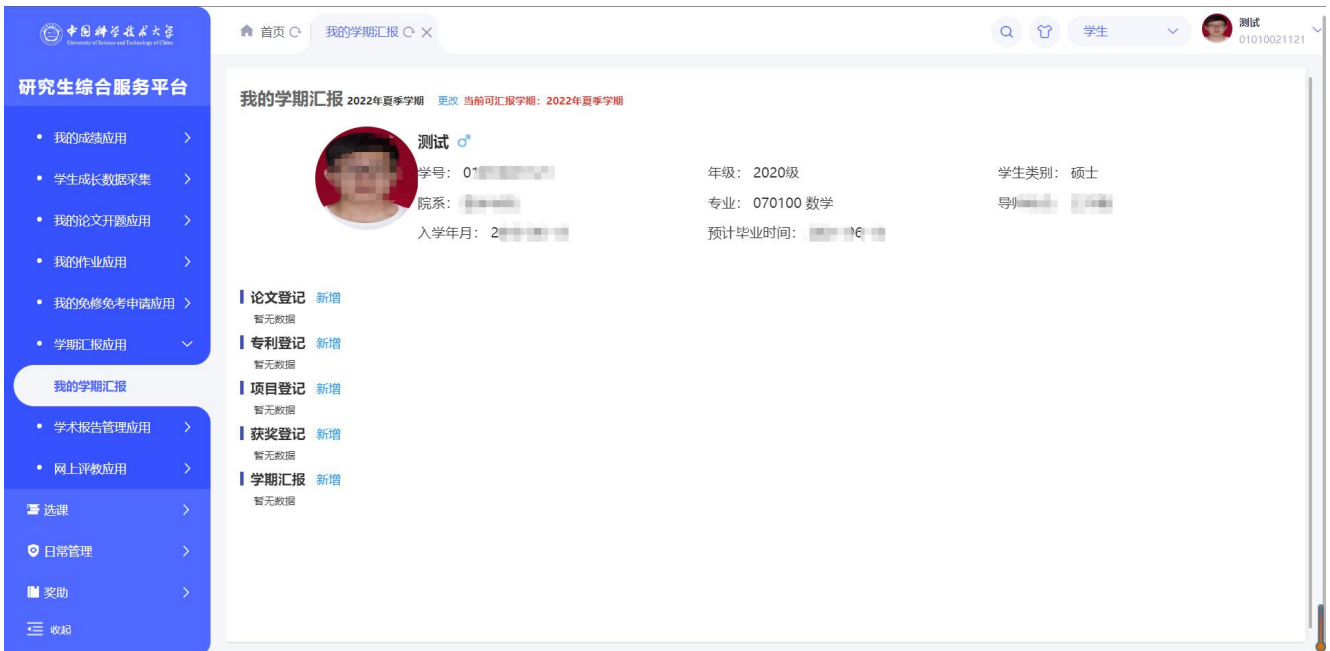 中国科学技术大学
University of Science and Technology of China
首页
我的学期汇报
学生
测试
01010021121
研究生综合服务平台
我的成绩应用
学生成长数据采集
我的论文开题应用
我的作业应用
我的免修免考申请应用
学期汇报应用
我的学期汇报
学术报告管理应用
网上评教应用
选课
日常管理
奖助
收起
我的学期汇报 2022年夏季学期 更改 当前可汇报学期：2022年夏季学期
测试
学号： 01
年级： 2020级
学生类别： 硕士
院系：
专业： 070100 数学
导师
入学年月： 2
预计毕业时间：
论文登记 新增
暂无数据
专利登记 新增
暂无数据
项目登记 新增
暂无数据
获奖登记 新增
暂无数据
学期汇报 新增
暂无数据